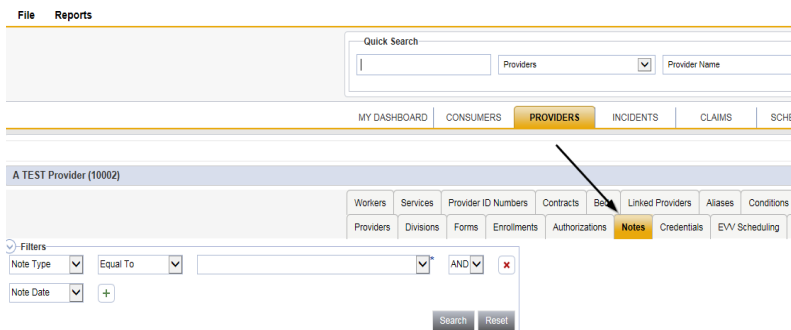 File Reports
Quick Search
Providers Provider Name
MY DASHBOARD CONSUMERS PROVIDERS INCIDENTS CLAIMS SCHE
A TEST Provider (10002)
Workers Services Provider ID Numbers Contracts Linked Providers Aliases Conditions
Providers Divisions Forms Enrollments Authorizations Notes Credentials EVV Scheduling
Filters
Note Type Equal To * AND
Note Date
Search Reset